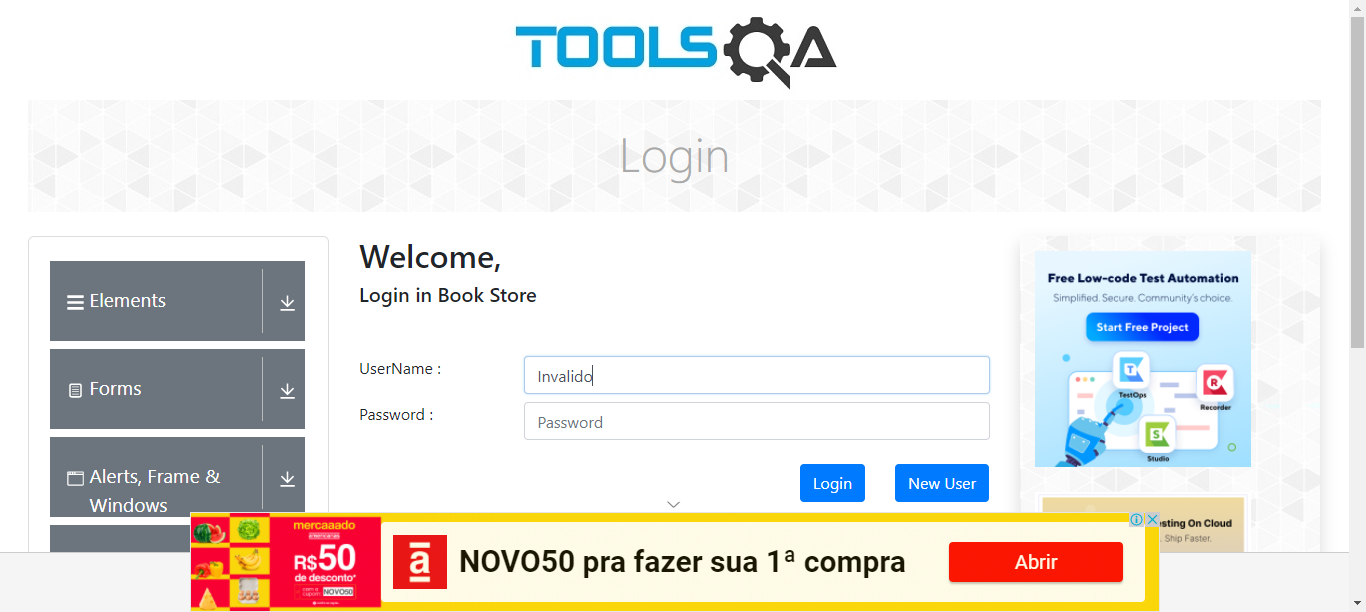 TOOLSQA
Login
Elements
Forms
Alerts, Frame &
Windows
Welcome,
Login in Book Store
UserName :
Invalido
Password :
Password
Login
New User
Free Low-code Test Automation
Simplified. Secure. Community's choice.
Start Free Project
TestOps
Recorder
Studio
sting On Cloud
. Ship Faster.
mercaaado
americanas
R$50
de desconto*
NOVO50
a
NOVO50 pra fazer sua 1ª compra
Abrir